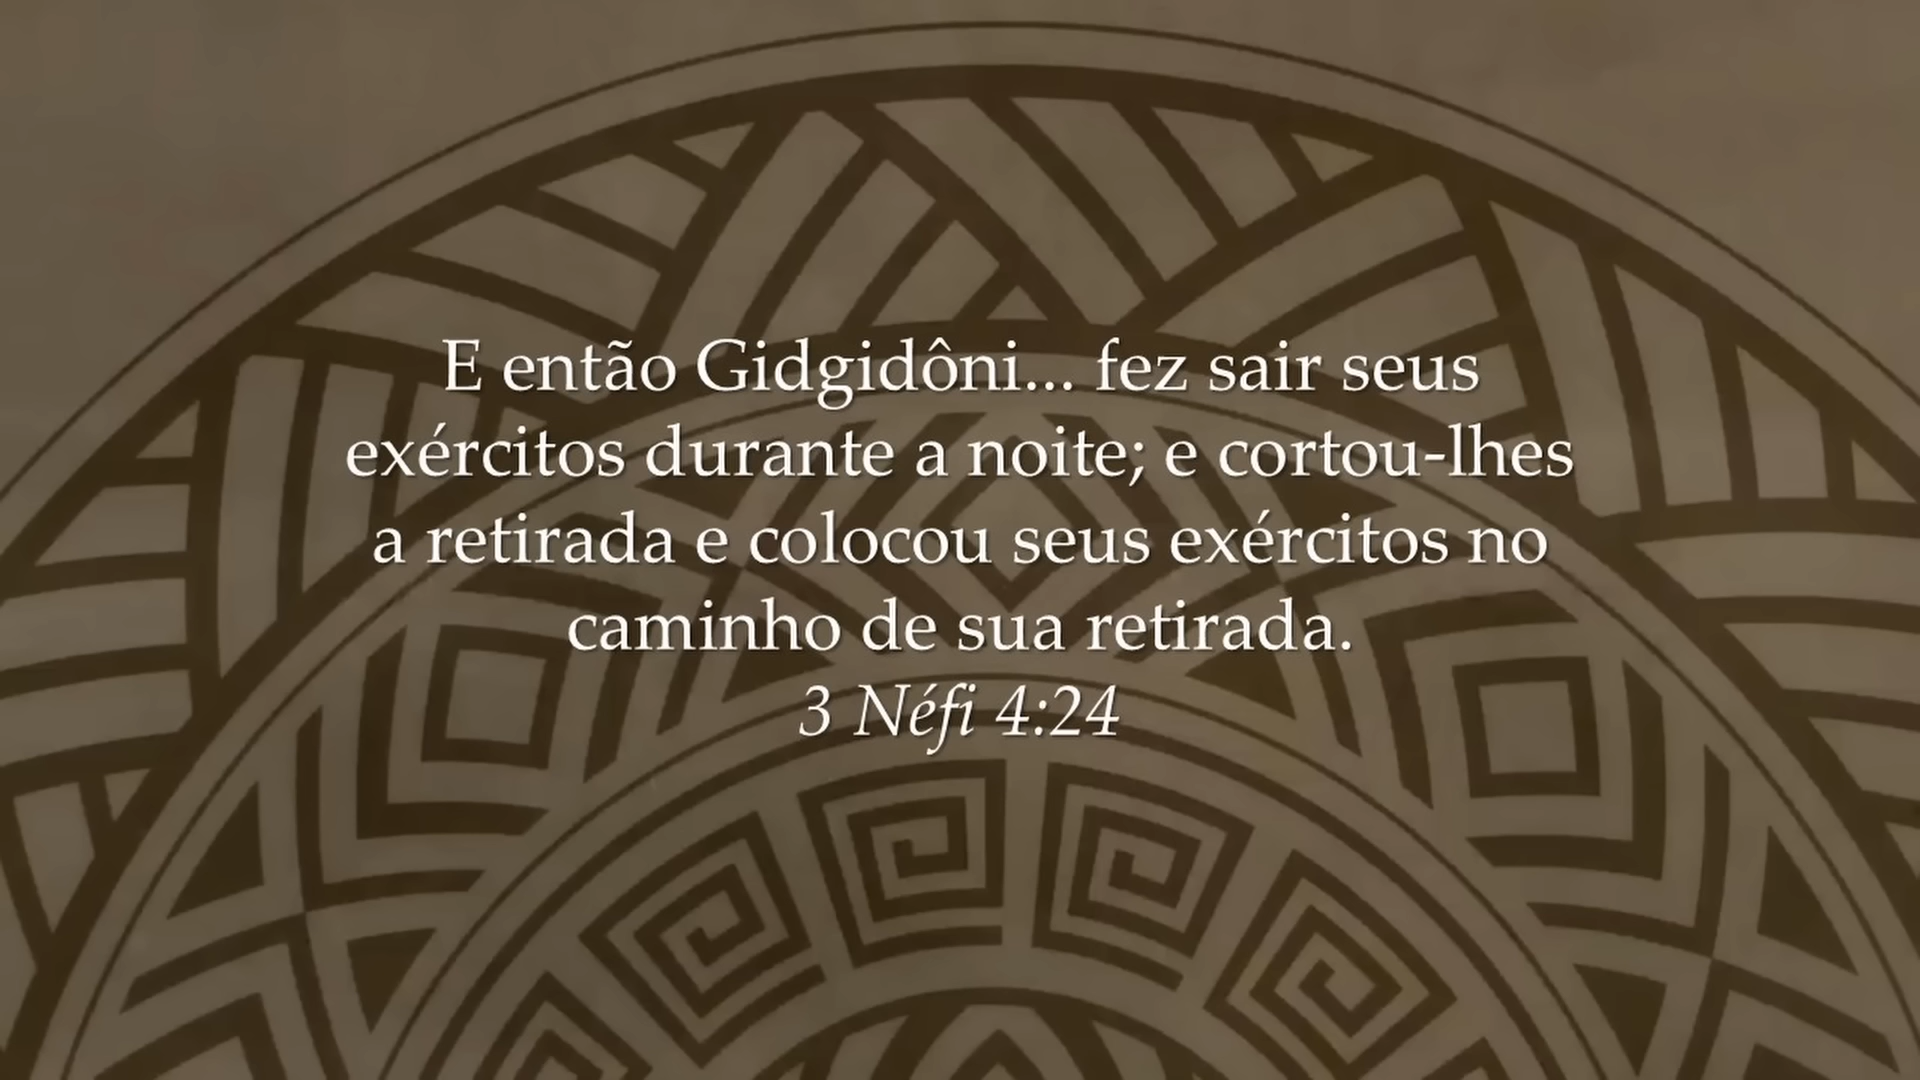 E então Gidgidôni... fez sair seus
exércitos durante a noite; e cortou-lhes
a retirada e colocou seus exércitos no
caminho de sua retirada.
3 Néfi 4:24